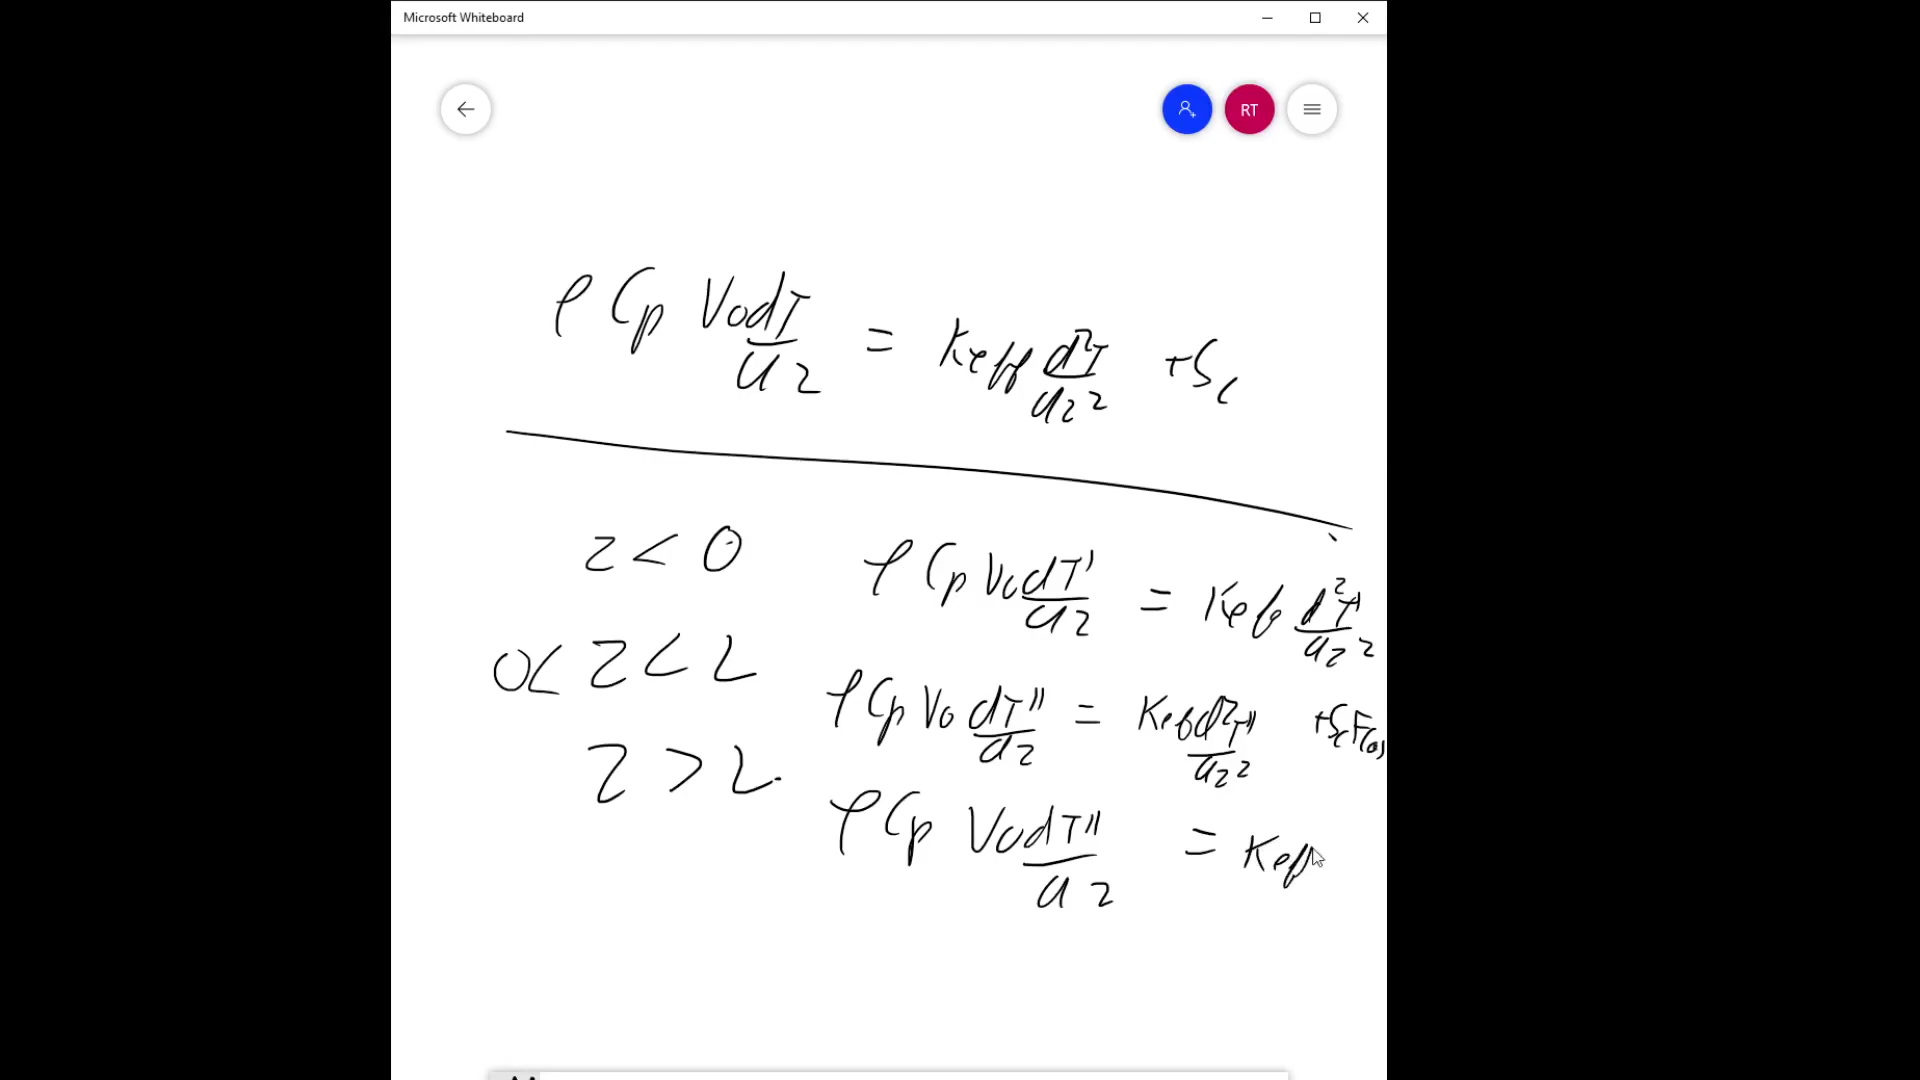 Microsoft Whiteboard
RT
ρ Cp Vo dT/dz = Keff d²T/dz² + Sc
z < 0 ρ Cp Vo dT'/dz = Keff d²T'/dz²
0 < z < L ρ Cp Vo dT''/dz = Keff d²T''/dz² + Sc F(θ)
z > L ρ Cp Vo dT''/dz = Keff